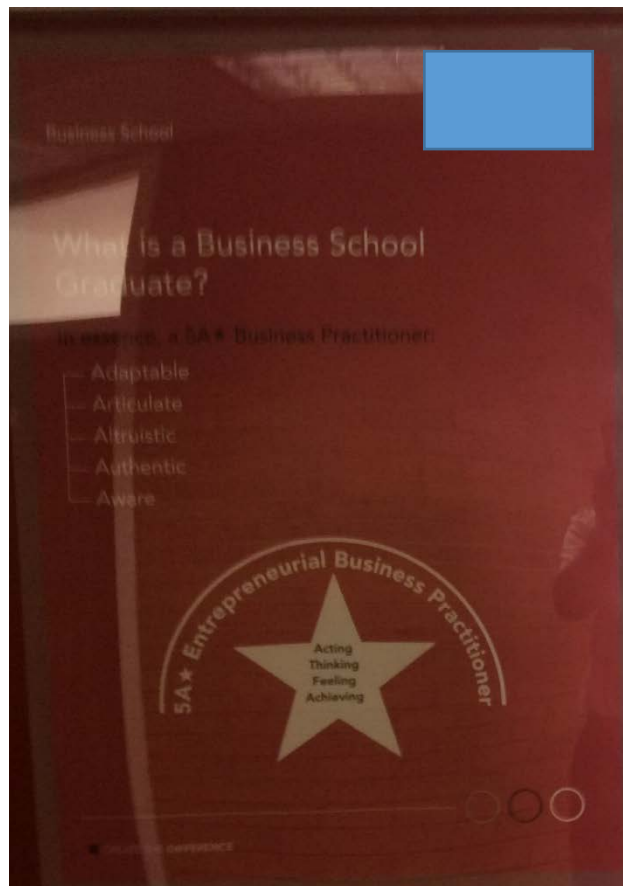 Business School
What is a Business School
Graduate?
In essence, a 5A★ Business Practitioner:
Adaptable
Articulate
Altruistic
Authentic
Aware
5A★ Entrepreneurial Business Practitioner
Acting
Thinking
Feeling
Achieving
DIFFERENCE